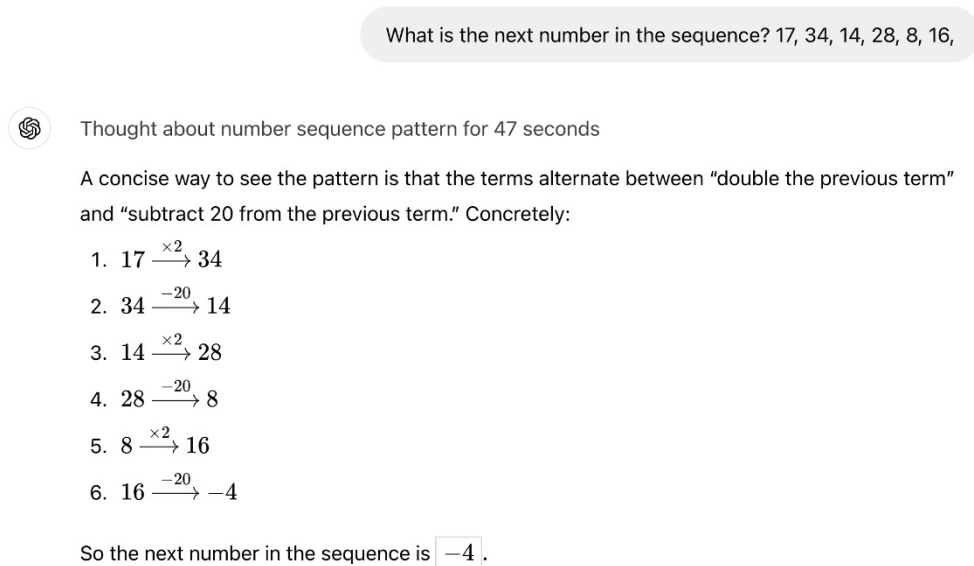 What is the next number in the sequence? 17, 34, 14, 28, 8, 16,
Thought about number sequence pattern for 47 seconds
A concise way to see the pattern is that the terms alternate between “double the previous term”
and “subtract 20 from the previous term.” Concretely:
1. 17 ×2→ 34
2. 34 −20→ 14
3. 14 ×2→ 28
4. 28 −20→ 8
5. 8 ×2→ 16
6. 16 −20→ −4
So the next number in the sequence is −4 .